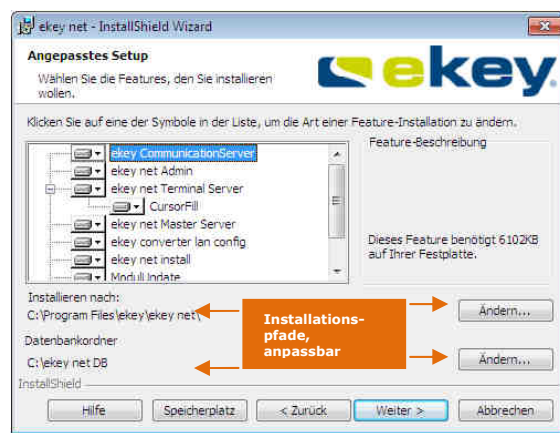 ekey net - InstallShield Wizard
Angepasstes Setup
Wählen Sie die Features, den Sie installieren
wollen.
ekey
Klicken Sie auf eine der Symbole in der Liste, um die Art einer Feature-Installation zu ändern.
ekey CommunicationServer
ekey net Admin
ekey net Terminal Server
CursorFill
ekey net Master Server
ekey converter lan config
ekey net install
ModulUpdate
Feature-Beschreibung
Dieses Feature benötigt 6102KB
auf Ihrer Festplatte.
Installieren nach:
C:\Program Files\ekey\ekey net\
Ändern...
Installations-
pfade,
anpassbar
Datenbankordner
C:\ekey net DB
Ändern...
InstallShield
Hilfe
Speicherplatz
< Zurück
Weiter >
Abbrechen